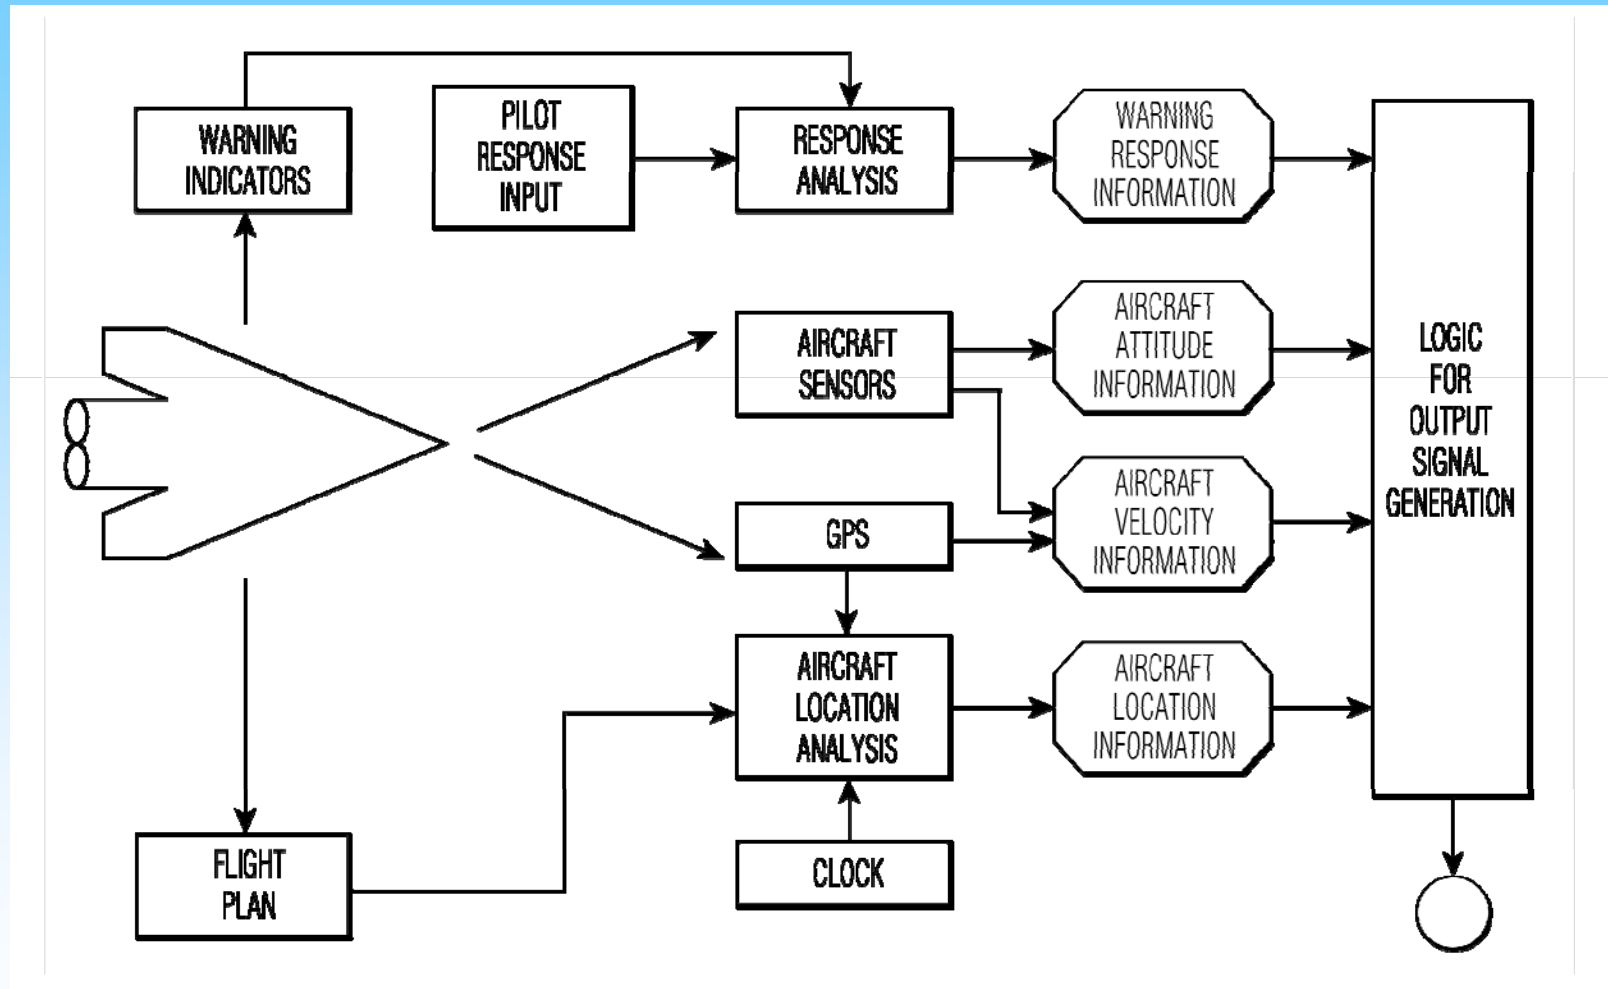 WARNING
INDICATORS
PILOT
RESPONSE
INPUT
RESPONSE
ANALYSIS
WARNING
RESPONSE
INFORMATION
AIRCRAFT
SENSORS
AIRCRAFT
ATTITUDE
INFORMATION
LOGIC
FOR
OUTPUT
SIGNAL
GENERATION
GPS
AIRCRAFT
VELOCITY
INFORMATION
AIRCRAFT
LOCATION
ANALYSIS
AIRCRAFT
LOCATION
INFORMATION
FLIGHT
PLAN
CLOCK